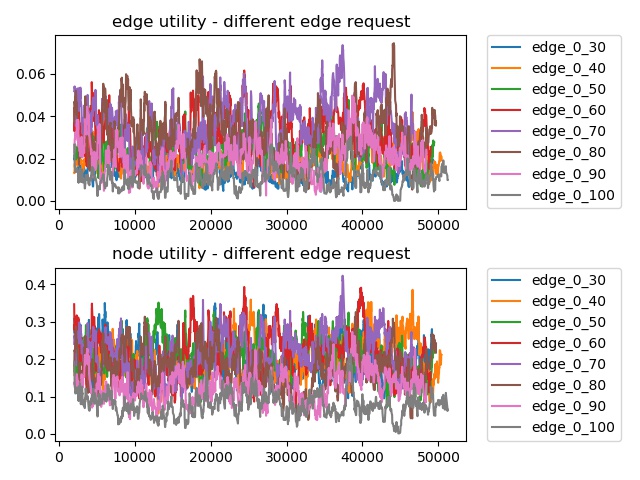 edge utility - different edge request
0.06
0.04
0.02
0.00
0 10000 20000 30000 40000 50000
edge_0_30
edge_0_40
edge_0_50
edge_0_60
edge_0_70
edge_0_80
edge_0_90
edge_0_100
node utility - different edge request
0.4
0.3
0.2
0.1
0.0
0 10000 20000 30000 40000 50000
edge_0_30
edge_0_40
edge_0_50
edge_0_60
edge_0_70
edge_0_80
edge_0_90
edge_0_100